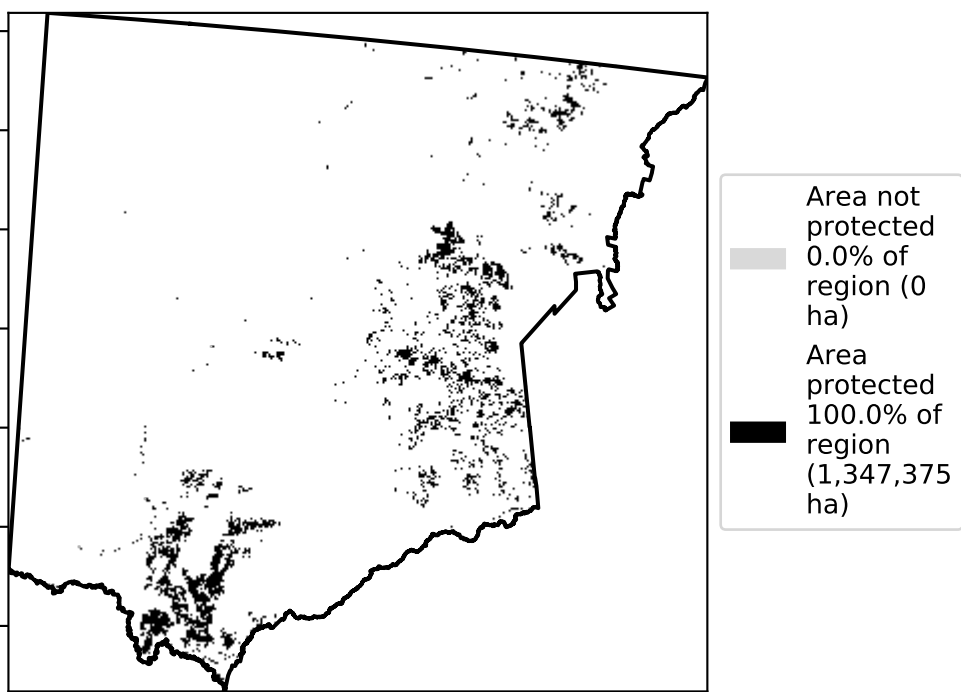 Area not
protected
0.0% of
region (0
ha)
Area
protected
100.0% of
region
(1,347,375
ha)